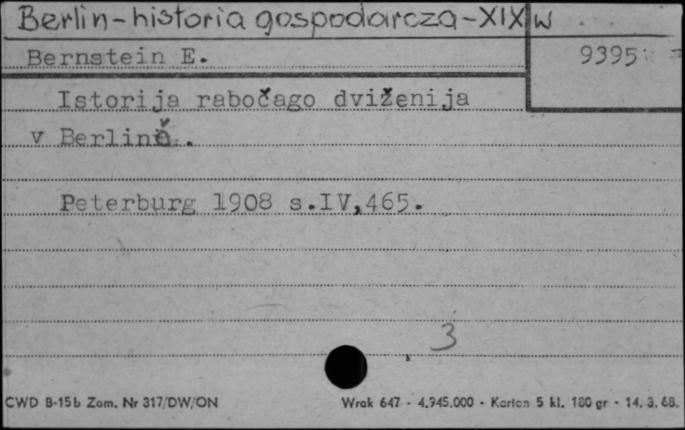 Berlin-historia gospodarcza-XIX w
Bernstein E.
9395
Istorija rabočago dviženija
v Berlině.
Peterburg 1908 s.IV,465.
3
CWD B-15b Zam. Nr 317/DW/ON
Wrak 647 - 4.945.000 - Karton 5 kl. 180 gr - 14. 3. 68.